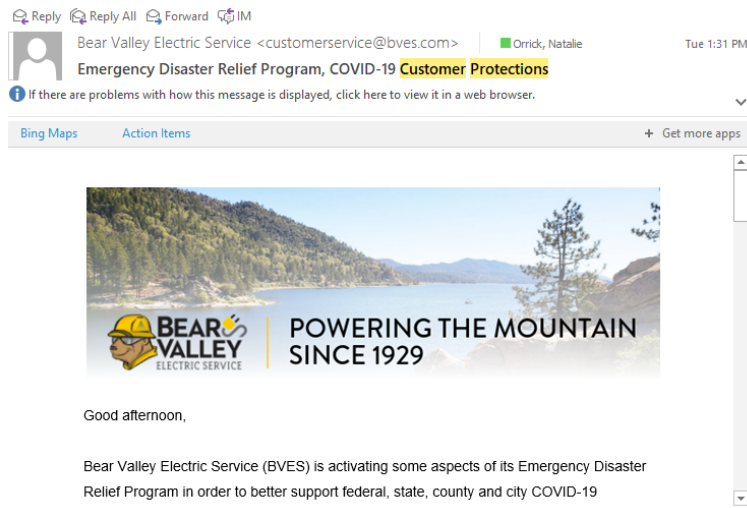 Reply Reply All Forward IM
Bear Valley Electric Service <customerservice@bves.com> Orrick, Natalie Tue 1:31 PM
Emergency Disaster Relief Program, COVID-19 Customer Protections
If there are problems with how this message is displayed, click here to view it in a web browser.
Bing Maps Action Items + Get more apps
BEAR VALLEY ELECTRIC SERVICE
POWERING THE MOUNTAIN
SINCE 1929
Good afternoon,
Bear Valley Electric Service (BVES) is activating some aspects of its Emergency Disaster
Relief Program in order to better support federal, state, county and city COVID-19